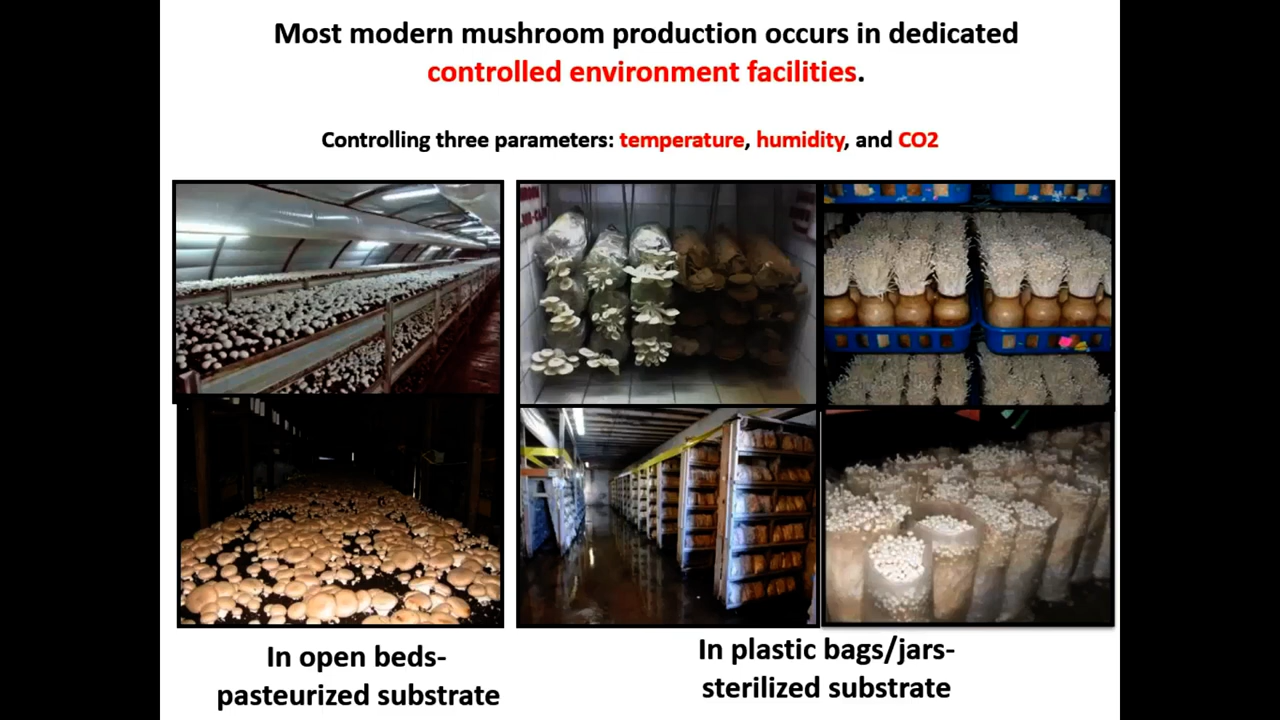 Most modern mushroom production occurs in dedicated
controlled environment facilities.
Controlling three parameters: temperature, humidity, and CO2
In open beds-
pasteurized substrate
In plastic bags/jars-
sterilized substrate